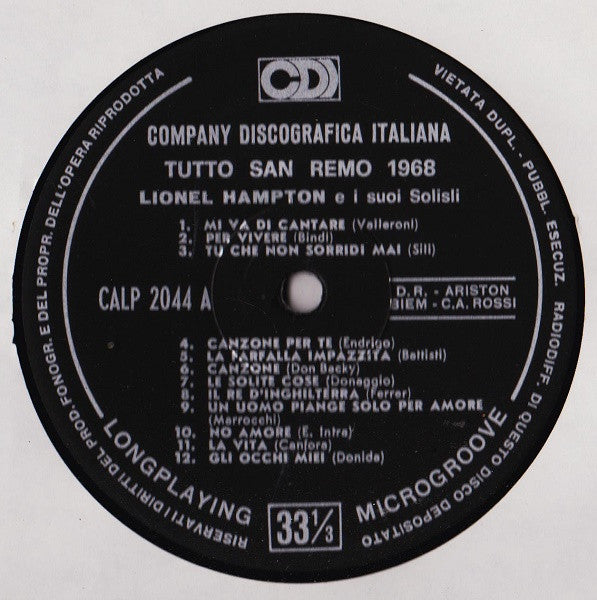 CDI
COMPANY DISCOGRAFICA ITALIANA
TUTTO SAN REMO 1968
LIONEL HAMPTON e i suoi Solisli
1. MI VA DI CANTARE (Valleroni)
2. PER VIVERE (Bindi)
3. TU CHE NON SORRIDI MAI (Sili)
CALP 2044 A
D.R. - ARISTON
BIEM - C.A. ROSSI
4. CANZONE PER TE (Endrigo)
5. LA FARFALLA IMPAZZITA (Battisti)
6. CANZONE (Don Backy)
7. LE SOLITE COSE (Donaggio)
8. IL RE D'INGHILTERRA (Ferrer)
9. UN UOMO PIANGE SOLO PER AMORE
(Marrocchi)
10. NO AMORE (E. Intra)
11. LA VITA (Canfora)
12. GLI OCCHI MIEI (Donida)
LONGPLAYING
33 1/3
MICROGROOVE
RISERVATI I DIRITTI DEL PROD. FONOGR. E DEL PROPR. DELL'OPERA RIPRODOTTA
VIETATA DUPL. - PUBBL. ESECUZ. RADIODIFF. DI QUESTO DISCO DEPOSITATO